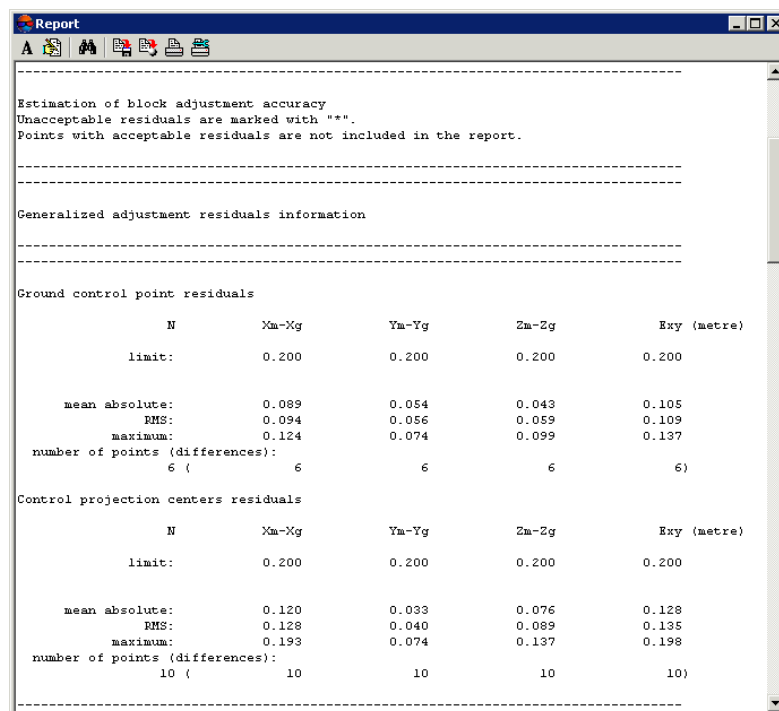 Report
A
--------------------------------------------------------------------------------
Estimation of block adjustment accuracy
Unacceptable residuals are marked with "*".
Points with acceptable residuals are not included in the report.
--------------------------------------------------------------------------------
--------------------------------------------------------------------------------
Generalized adjustment residuals information
--------------------------------------------------------------------------------
--------------------------------------------------------------------------------
Ground control point residuals
N Xm-Xg Ym-Yg Zm-Zg Exy (metre)
limit: 0.200 0.200 0.200 0.200
mean absolute: 0.089 0.054 0.043 0.105
RMS: 0.094 0.056 0.059 0.109
maximum: 0.124 0.074 0.099 0.137
number of points (differences):
6 ( 6 6 6 6)
Control projection centers residuals
N Xm-Xg Ym-Yg Zm-Zg Exy (metre)
limit: 0.200 0.200 0.200 0.200
mean absolute: 0.120 0.033 0.076 0.128
RMS: 0.128 0.040 0.089 0.135
maximum: 0.193 0.074 0.137 0.198
number of points (differences):
10 ( 10 10 10 10)
--------------------------------------------------------------------------------